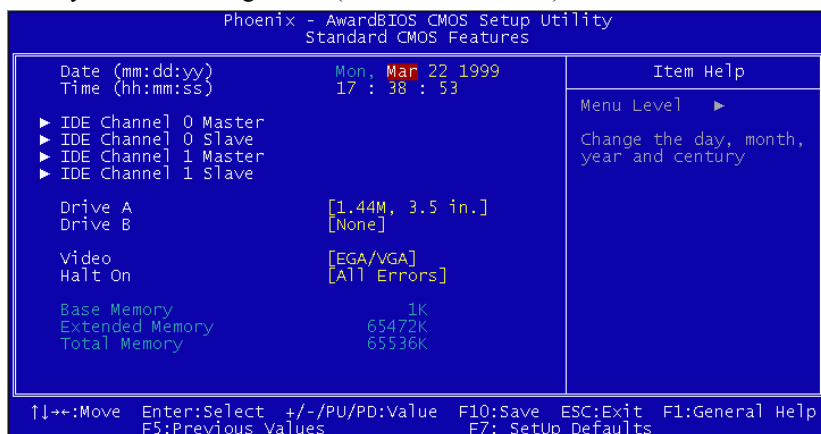 Phoenix - AwardBIOS CMOS Setup Utility
Standard CMOS Features
Date (mm:dd:yy) Mon, Mar 22 1999
Time (hh:mm:ss) 17 : 38 : 53
▶ IDE Channel 0 Master
▶ IDE Channel 0 Slave
▶ IDE Channel 1 Master
▶ IDE Channel 1 Slave
Drive A [1.44M, 3.5 in.]
Drive B [None]
Video [EGA/VGA]
Halt On [All Errors]
Base Memory 1K
Extended Memory 65472K
Total Memory 65536K
Item Help
Menu Level ▶
Change the day, month,
year and century
↑↓→←:Move Enter:Select +/-/PU/PD:Value F10:Save ESC:Exit F1:General Help
F5:Previous Values F7: SetUp Defaults